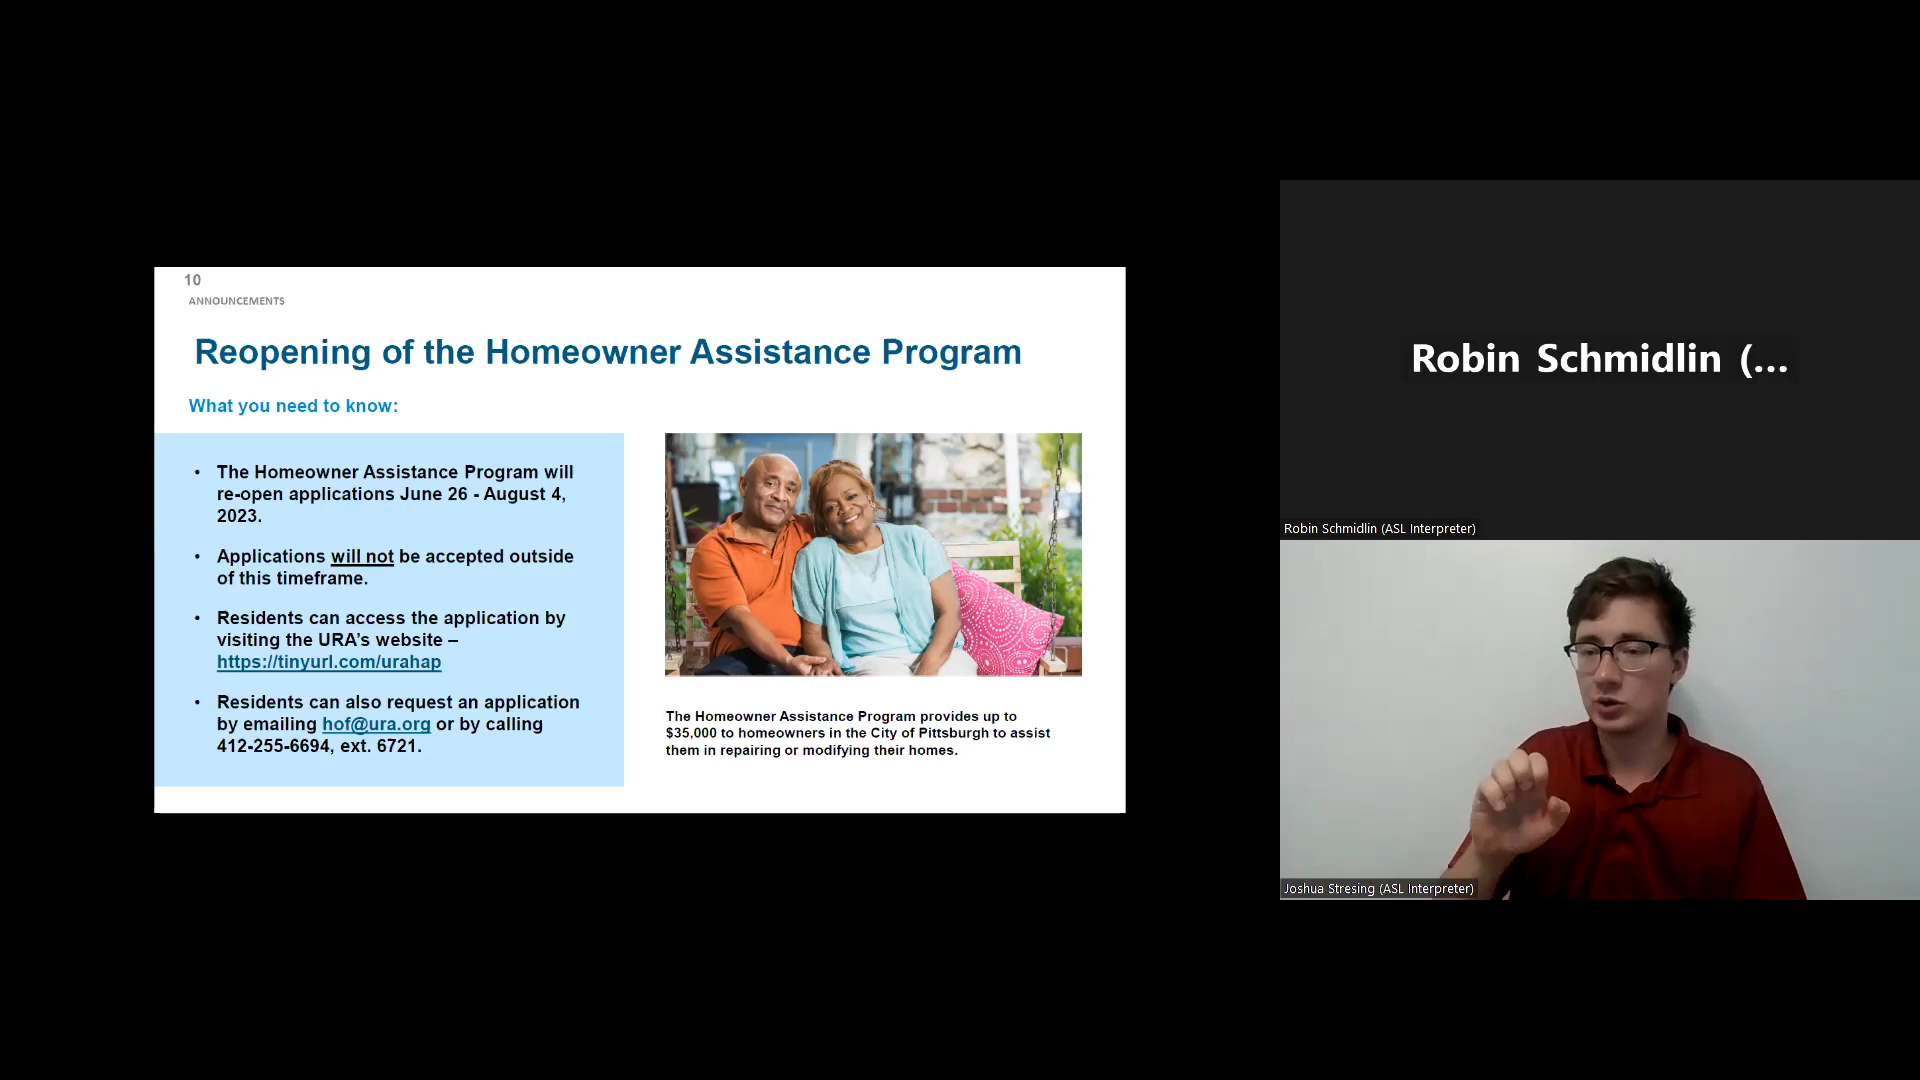 10
ANNOUNCEMENTS
Reopening of the Homeowner Assistance Program
What you need to know:
• The Homeowner Assistance Program will
re-open applications June 26 - August 4,
2023.
• Applications will not be accepted outside
of this timeframe.
• Residents can access the application by
visiting the URA’s website –
https://tinyurl.com/urahap
• Residents can also request an application
by emailing hof@ura.org or by calling
412-255-6694, ext. 6721.
The Homeowner Assistance Program provides up to
$35,000 to homeowners in the City of Pittsburgh to assist
them in repairing or modifying their homes.
Robin Schmidlin (...
Robin Schmidlin (ASL Interpreter)
Joshua Stresing (ASL Interpreter)